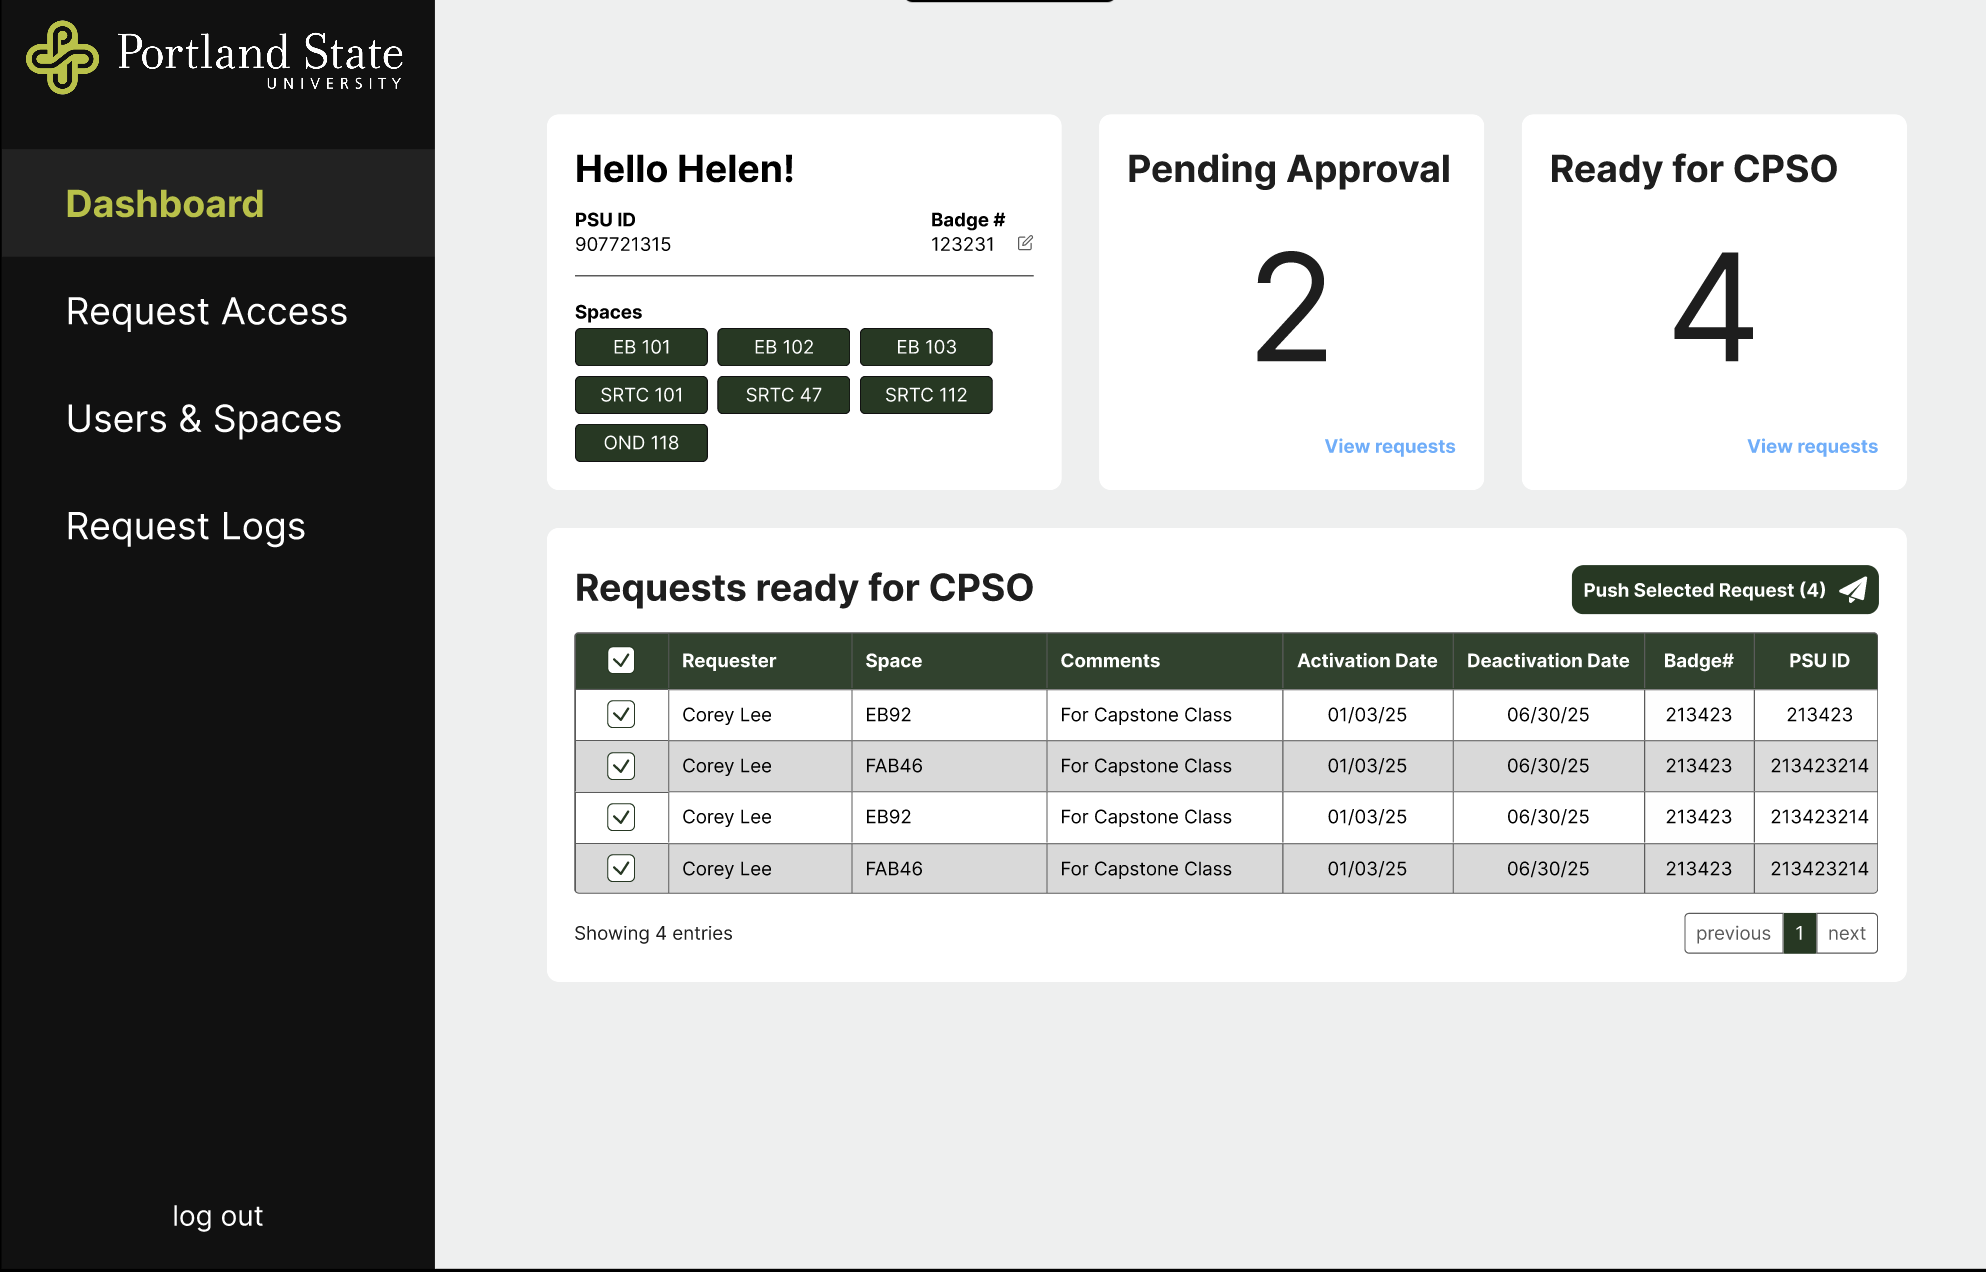 Portland State
UNIVERSITY
Dashboard
Request Access
Users & Spaces
Request Logs
log out
Hello Helen!
PSU ID Badge #
907721315 123231
Spaces
EB 101 EB 102 EB 103
SRTC 101 SRTC 47 SRTC 112
OND 118
Pending Approval
2
View requests
Ready for CPSO
4
View requests
Requests ready for CPSO
Push Selected Request (4)
Requester Space Comments Activation Date Deactivation Date Badge# PSU ID
Corey Lee EB92 For Capstone Class 01/03/25 06/30/25 213423 213423
Corey Lee FAB46 For Capstone Class 01/03/25 06/30/25 213423 213423214
Corey Lee EB92 For Capstone Class 01/03/25 06/30/25 213423 213423214
Corey Lee FAB46 For Capstone Class 01/03/25 06/30/25 213423 213423214
Showing 4 entries
previous 1 next